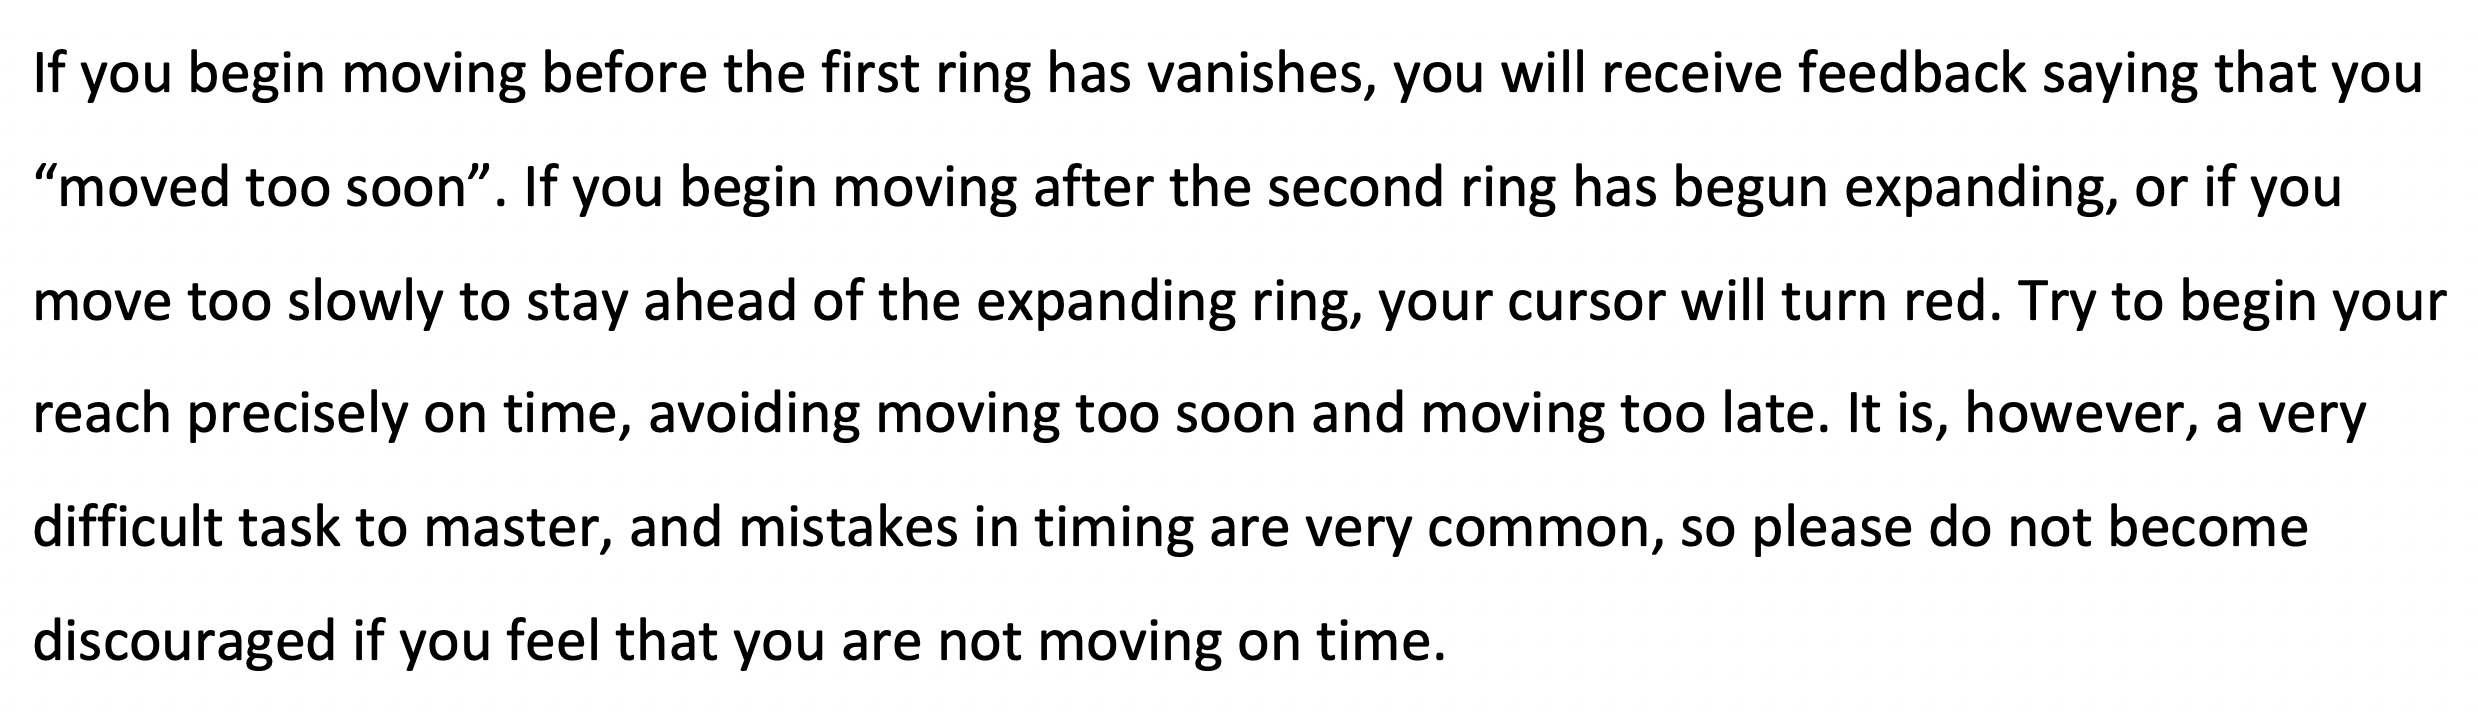 If you begin moving before the first ring has vanishes, you will receive feedback saying that you
“moved too soon”. If you begin moving after the second ring has begun expanding, or if you
move too slowly to stay ahead of the expanding ring, your cursor will turn red. Try to begin your
reach precisely on time, avoiding moving too soon and moving too late. It is, however, a very
difficult task to master, and mistakes in timing are very common, so please do not become
discouraged if you feel that you are not moving on time.